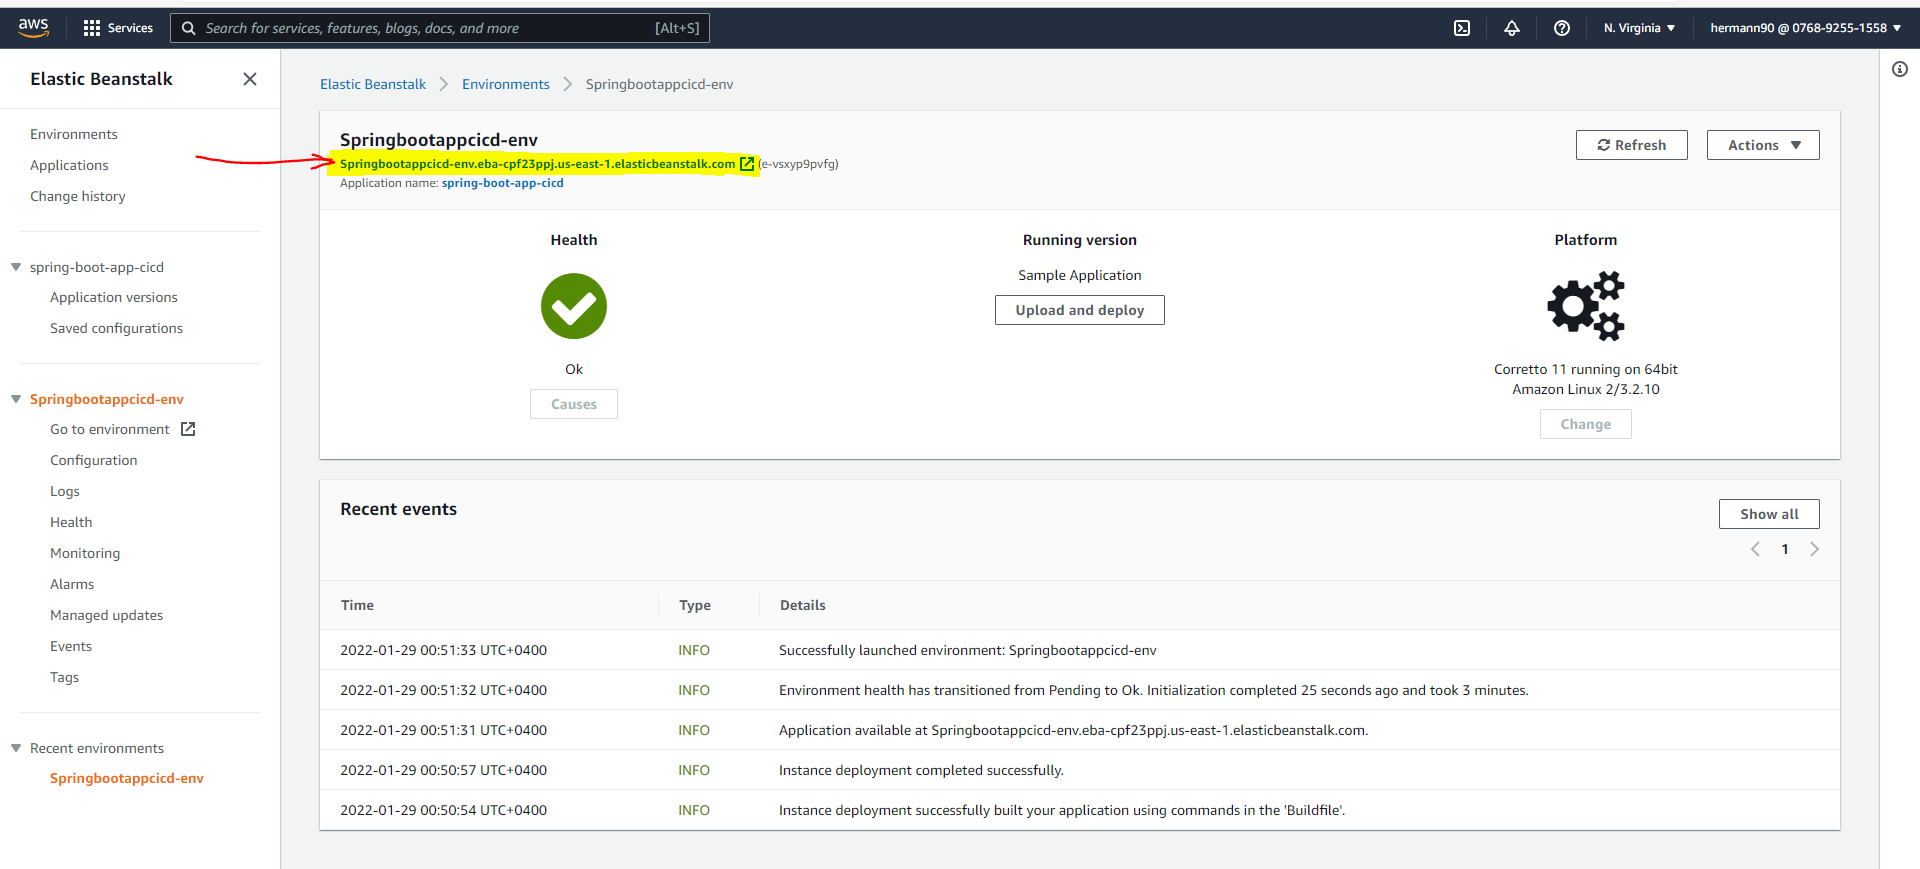 aws
Services
Search for services, features, blogs, docs, and more [Alt+S]
N. Virginia
hermann90 @ 0768-9255-1558
Elastic Beanstalk
Environments
Applications
Change history
spring-boot-app-cicd
Application versions
Saved configurations
Springbootappcicd-env
Go to environment
Configuration
Logs
Health
Monitoring
Alarms
Managed updates
Events
Tags
Recent environments
Springbootappcicd-env
Elastic Beanstalk Environments Springbootappcicd-env
Springbootappcicd-env
Springbootappcicd-env.eba-cpf23ppj.us-east-1.elasticbeanstalk.com (e-vsxyp9pvfg)
Application name: spring-boot-app-cicd
Refresh
Actions
Health
Ok
Causes
Running version
Sample Application
Upload and deploy
Platform
Corretto 11 running on 64bit
Amazon Linux 2/3.2.10
Change
Recent events
Show all
1
Time Type Details
2022-01-29 00:51:33 UTC+0400 INFO Successfully launched environment: Springbootappcicd-env
2022-01-29 00:51:32 UTC+0400 INFO Environment health has transitioned from Pending to Ok. Initialization completed 25 seconds ago and took 3 minutes.
2022-01-29 00:51:31 UTC+0400 INFO Application available at Springbootappcicd-env.eba-cpf23ppj.us-east-1.elasticbeanstalk.com.
2022-01-29 00:50:57 UTC+0400 INFO Instance deployment completed successfully.
2022-01-29 00:50:54 UTC+0400 INFO Instance deployment successfully built your application using commands in the 'Buildfile'.